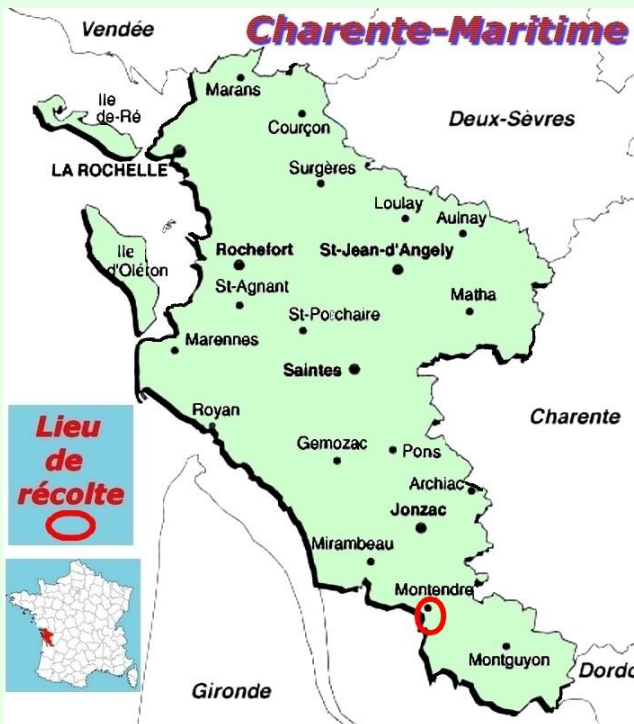 Vendée
Charente-Maritime
Marans
Ile
de-Ré
Courçon
Deux-Sèvres
LA ROCHELLE
Surgères
Loulay
Aulnay
Ile
d'Oléron
Rochefort
St-Jean-d'Angely
St-Agnant
Matha
St-Porchaire
Marennes
Saintes
Royan
Charente
Lieu
de
récolte
Gemozac
Pons
Archiac
Jonzac
Mirambeau
Montendre
Montguyon
Dordo
Gironde